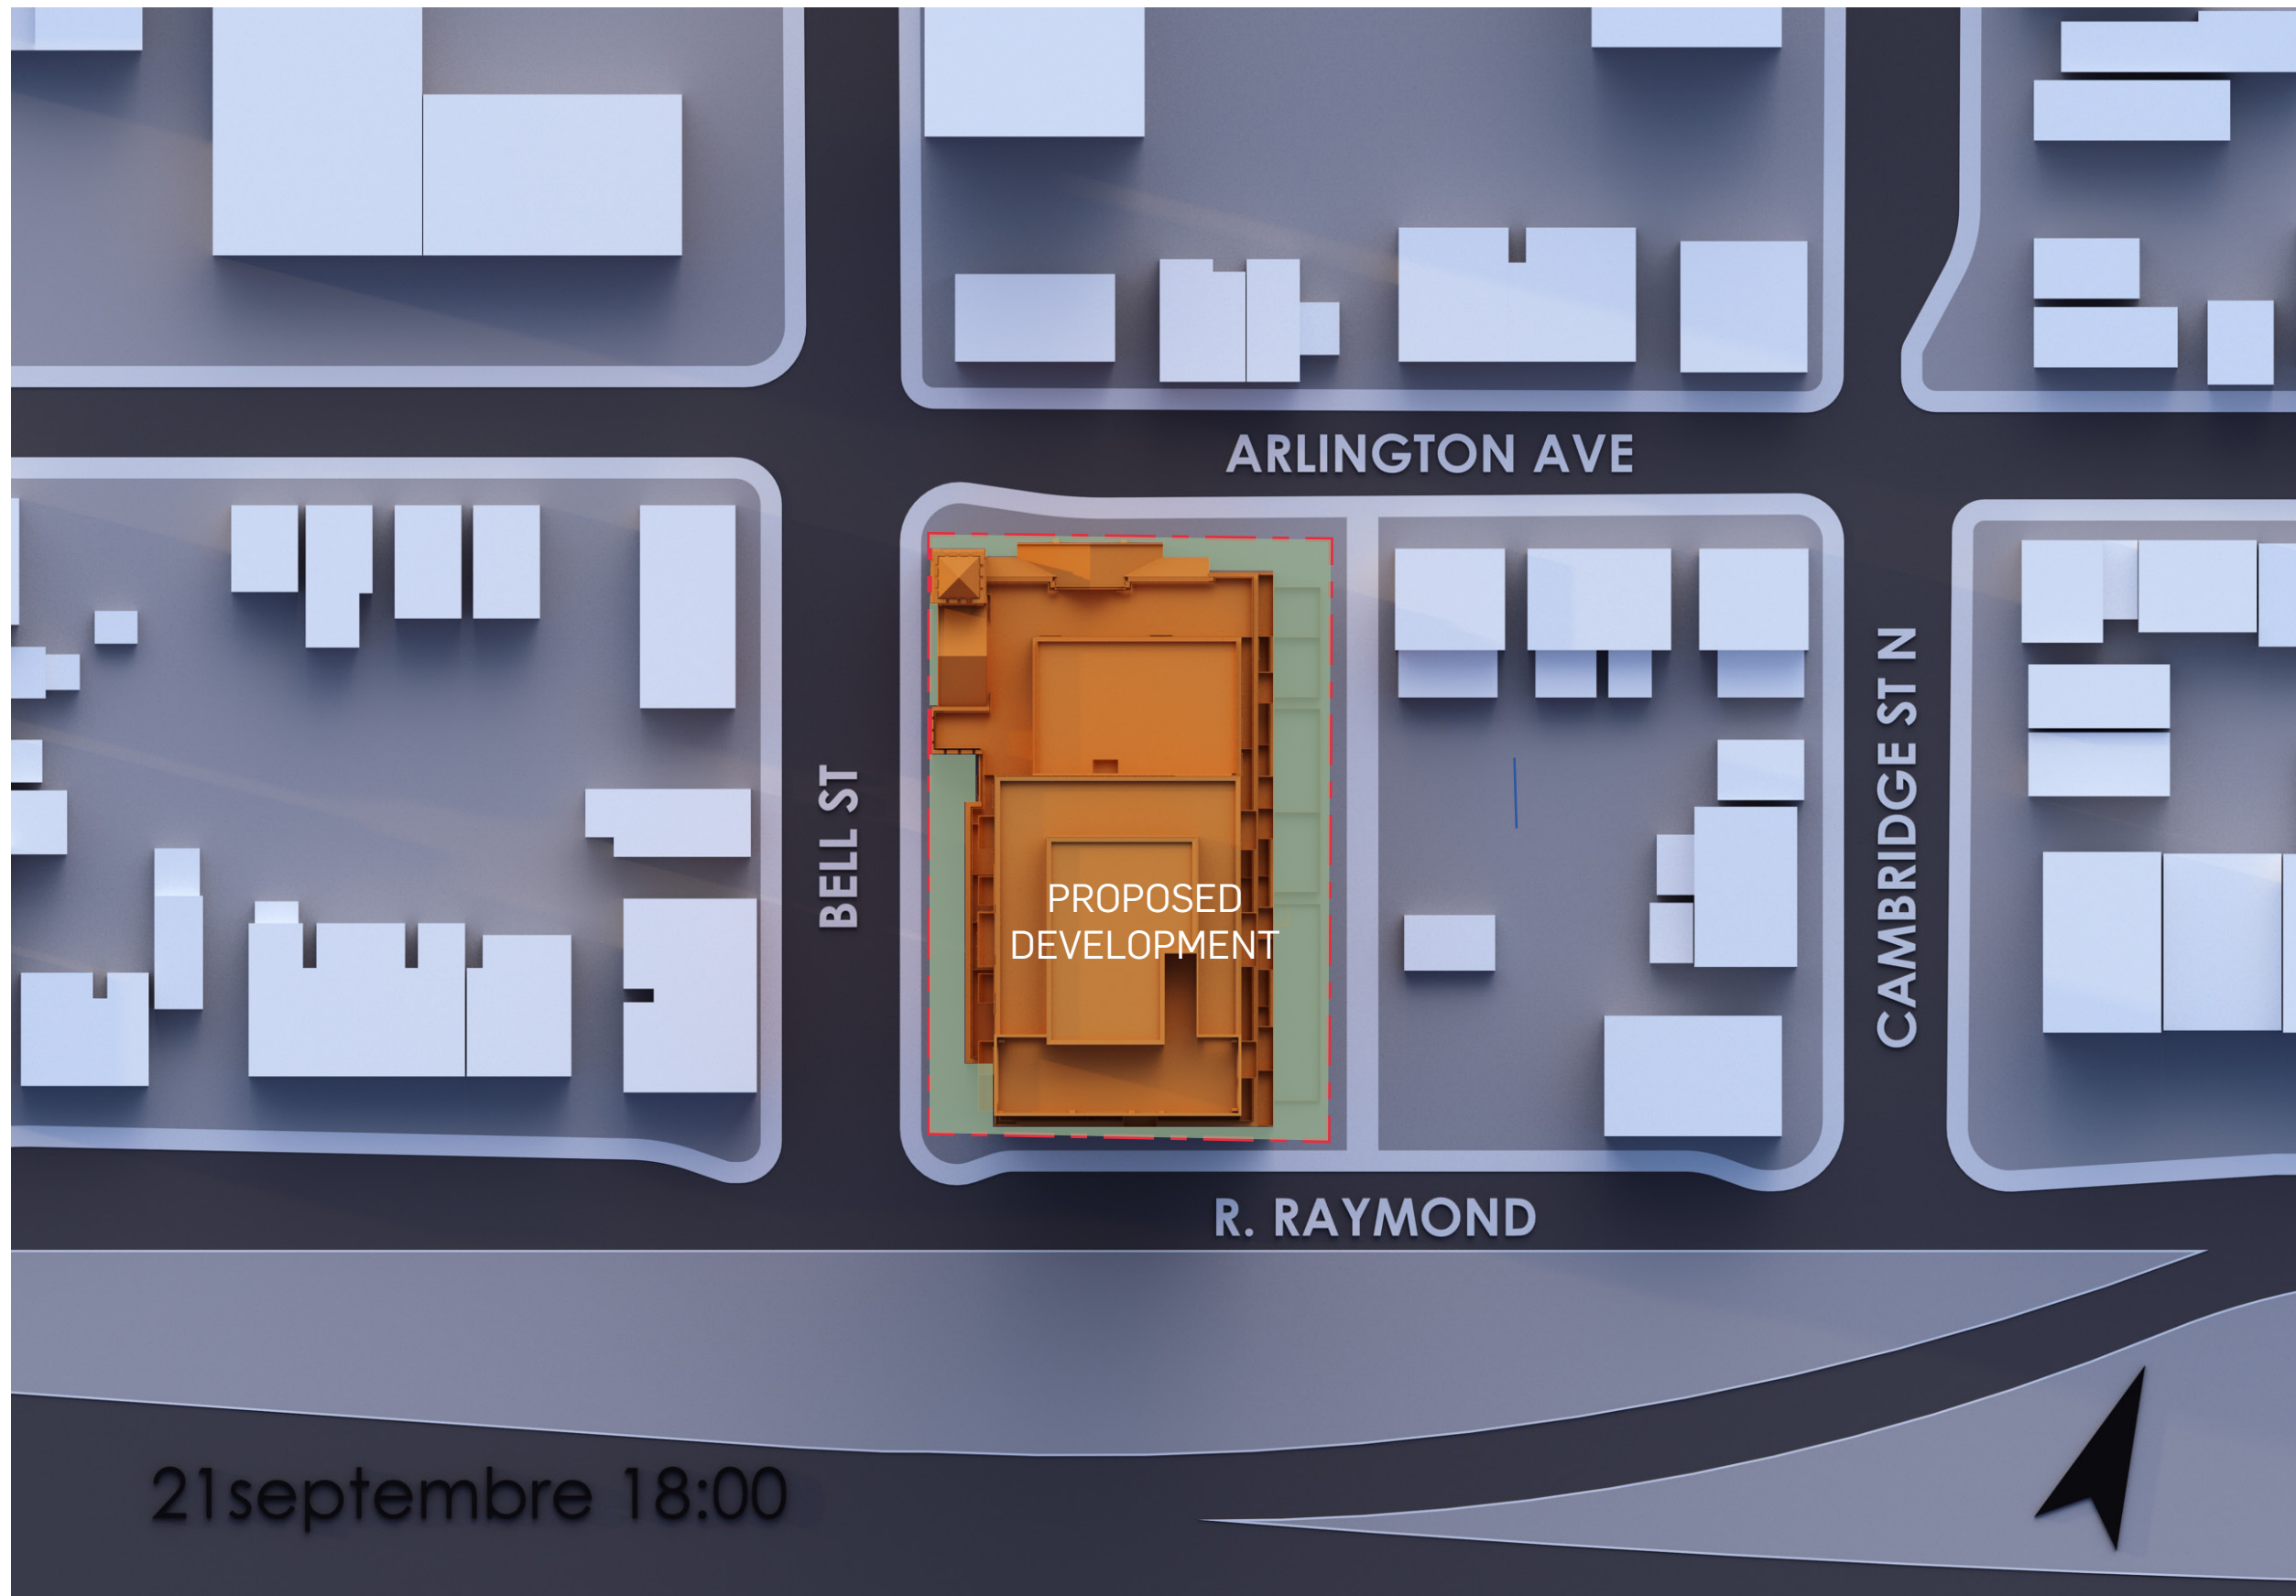 ARLINGTON AVE
BELL ST
CAMBRIDGE ST N
PROPOSED
DEVELOPMENT
R. RAYMOND
21septembre 18:00